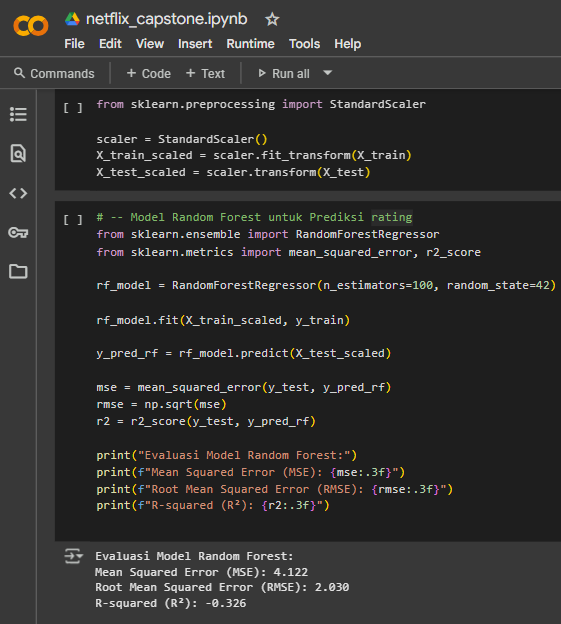 netflix_capstone.ipynb
File Edit View Insert Runtime Tools Help
Commands + Code + Text Run all
[ ] from sklearn.preprocessing import StandardScaler
scaler = StandardScaler()
X_train_scaled = scaler.fit_transform(X_train)
X_test_scaled = scaler.transform(X_test)
[ ] # -- Model Random Forest untuk Prediksi rating
from sklearn.ensemble import RandomForestRegressor
from sklearn.metrics import mean_squared_error, r2_score
rf_model = RandomForestRegressor(n_estimators=100, random_state=42)
rf_model.fit(X_train_scaled, y_train)
y_pred_rf = rf_model.predict(X_test_scaled)
mse = mean_squared_error(y_test, y_pred_rf)
rmse = np.sqrt(mse)
r2 = r2_score(y_test, y_pred_rf)
print("Evaluasi Model Random Forest:")
print(f"Mean Squared Error (MSE): {mse:.3f}")
print(f"Root Mean Squared Error (RMSE): {rmse:.3f}")
print(f"R-squared (R²): {r2:.3f}")
Evaluasi Model Random Forest:
Mean Squared Error (MSE): 4.122
Root Mean Squared Error (RMSE): 2.030
R-squared (R²): -0.326